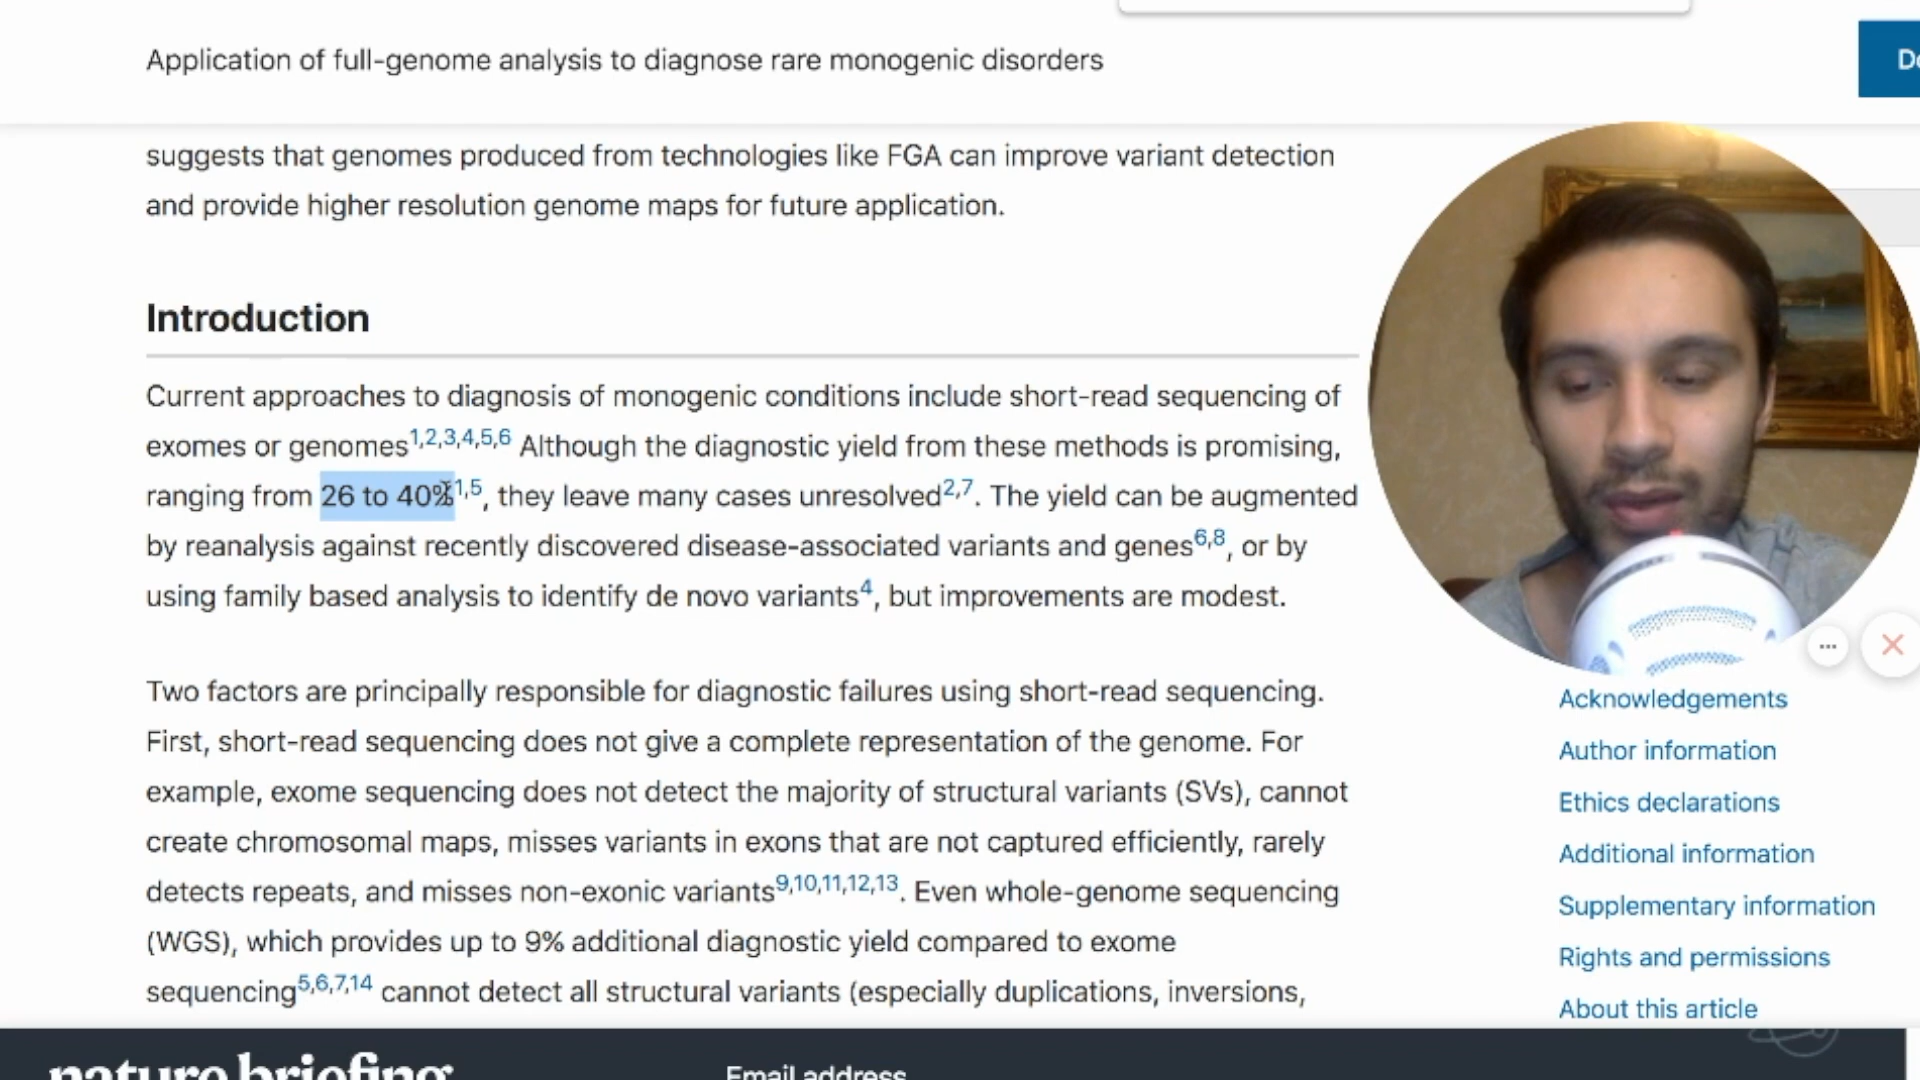 Application of full-genome analysis to diagnose rare monogenic disorders
suggests that genomes produced from technologies like FGA can improve variant detection
and provide higher resolution genome maps for future application.
Introduction
Current approaches to diagnosis of monogenic conditions include short-read sequencing of
exomes or genomes1,2,3,4,5,6 Although the diagnostic yield from these methods is promising,
ranging from 26 to 40%1,5, they leave many cases unresolved2,7. The yield can be augmented
by reanalysis against recently discovered disease-associated variants and genes6,8, or by
using family based analysis to identify de novo variants4, but improvements are modest.
Two factors are principally responsible for diagnostic failures using short-read sequencing.
First, short-read sequencing does not give a complete representation of the genome. For
example, exome sequencing does not detect the majority of structural variants (SVs), cannot
create chromosomal maps, misses variants in exons that are not captured efficiently, rarely
detects repeats, and misses non-exonic variants9,10,11,12,13. Even whole-genome sequencing
(WGS), which provides up to 9% additional diagnostic yield compared to exome
sequencing5,6,7,14 cannot detect all structural variants (especially duplications, inversions,
Acknowledgements
Author information
Ethics declarations
Additional information
Supplementary information
Rights and permissions
About this article
nature briefing
Email address